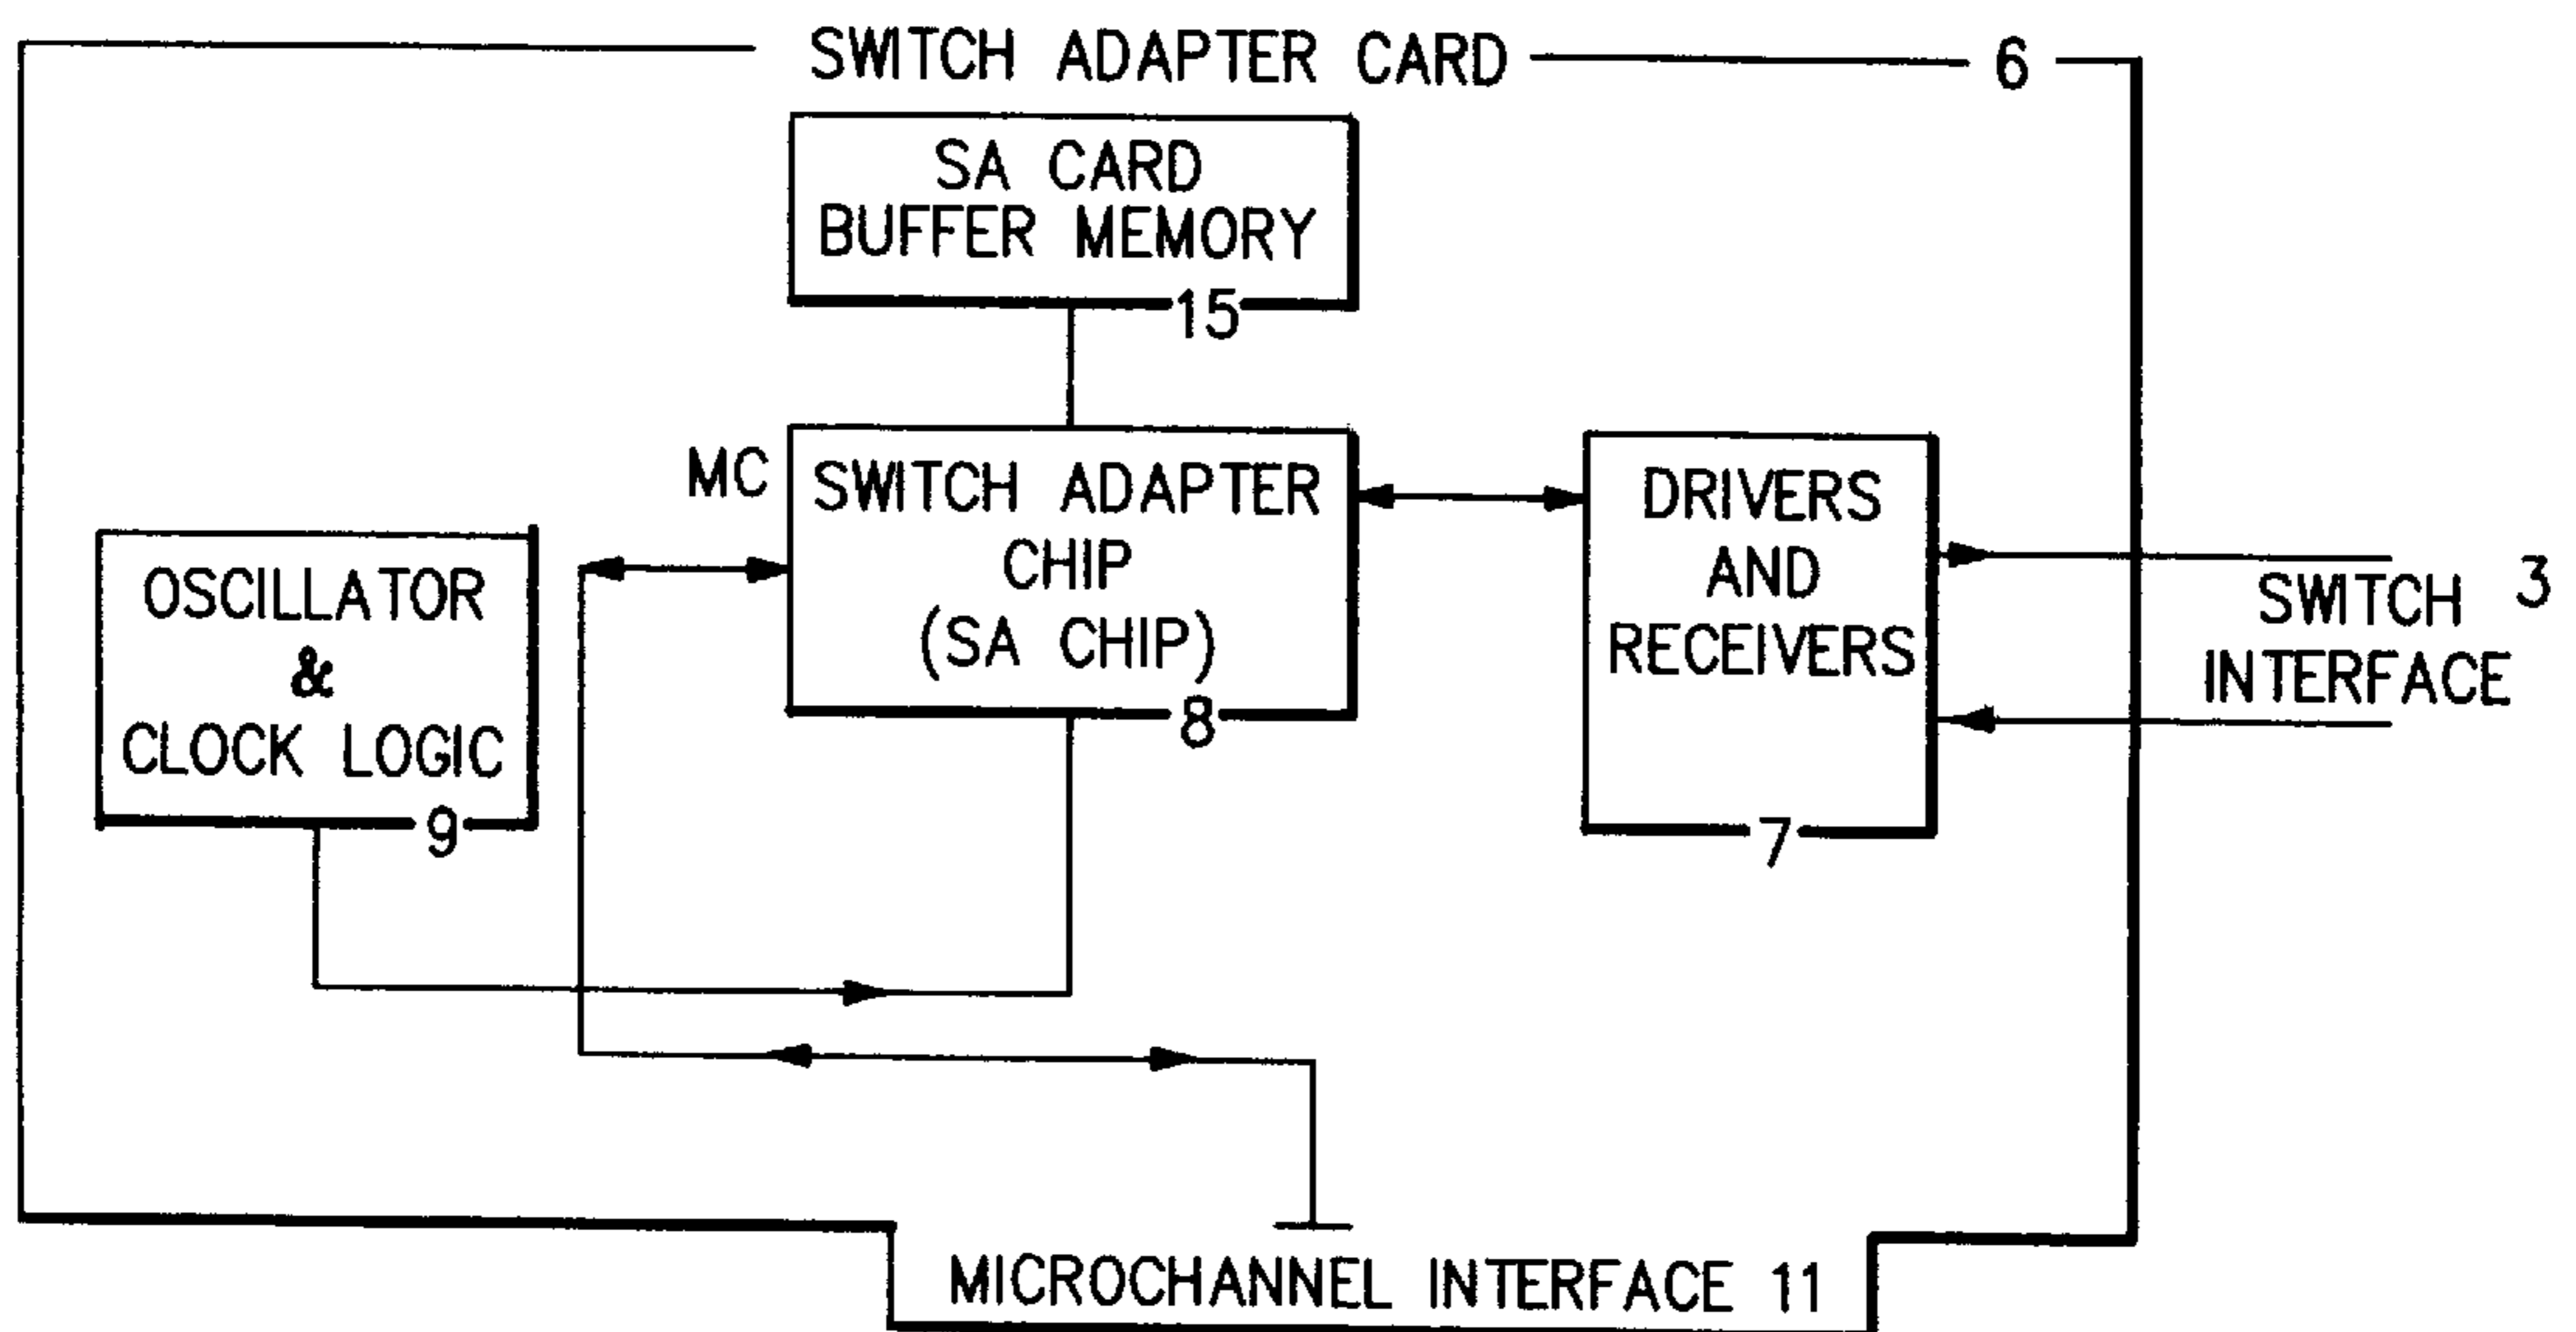 SWITCH ADAPTER CARD 6
SA CARD
BUFFER MEMORY
15
MC
SWITCH ADAPTER
CHIP
(SA CHIP)
8
DRIVERS
AND
RECEIVERS
7
OSCILLATOR
&
CLOCK LOGIC
9
SWITCH 3
INTERFACE
MICROCHANNEL INTERFACE 11